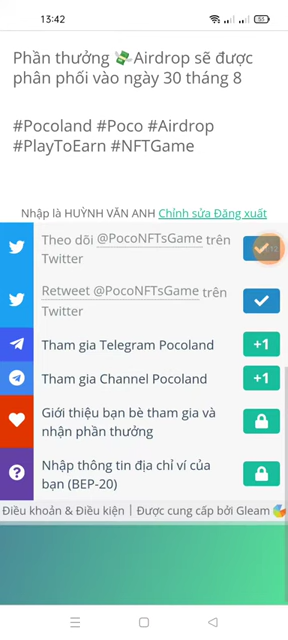 13:42
55
Phần thưởng 💸Airdrop sẽ được
phân phối vào ngày 30 tháng 8
#Pocoland #Poco #Airdrop
#PlayToEarn #NFTGame
Nhập là HUỲNH VĂN ANH Chỉnh sửa Đăng xuất
Theo dõi @PocoNFTsGame trên
Twitter
Retweet @PocoNFTsGame trên
Twitter
Tham gia Telegram Pocoland
+1
Tham gia Channel Pocoland
+1
Giới thiệu bạn bè tham gia và
nhận phần thưởng
Nhập thông tin địa chỉ ví của
bạn (BEP-20)
Điều khoản & Điều kiện | Được cung cấp bởi Gleam